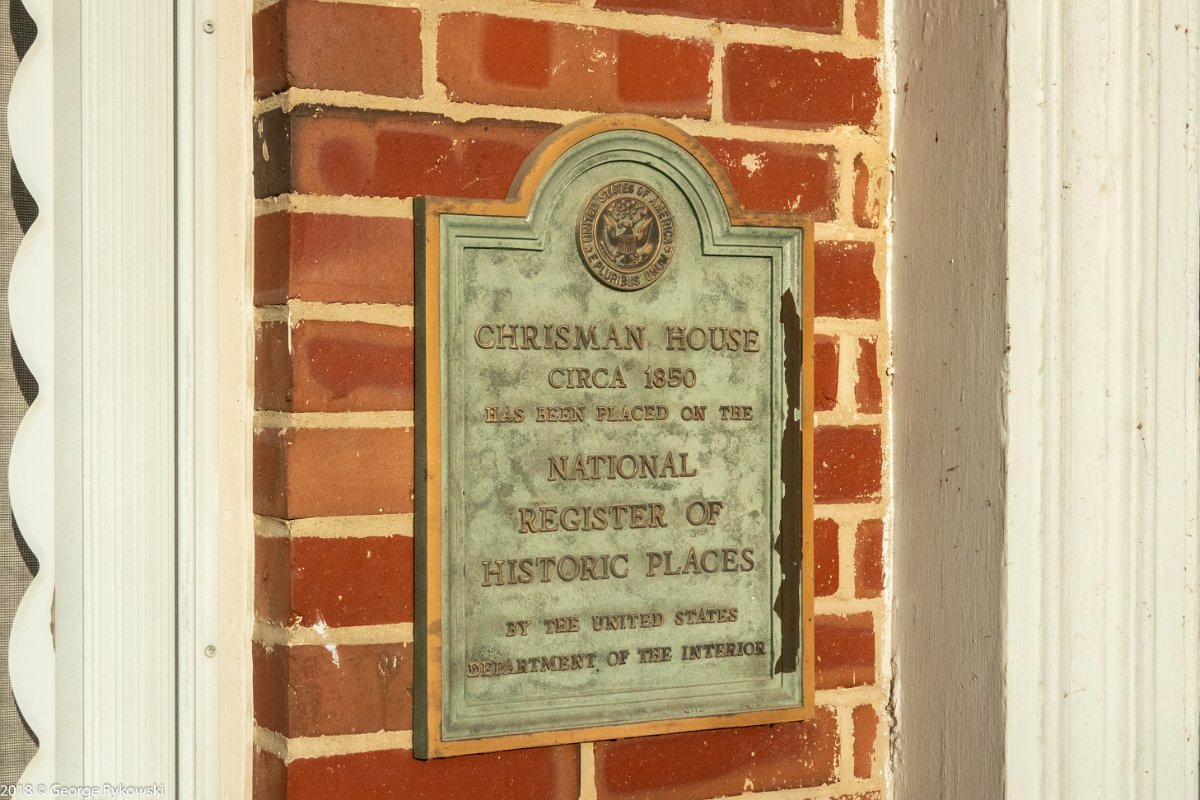 UNITED STATES OF AMERICA
E PLURIBUS UNUM
CHRISMAN HOUSE
CIRCA 1850
HAS BEEN PLACED ON THE
NATIONAL
REGISTER OF
HISTORIC PLACES
BY THE UNITED STATES
DEPARTMENT OF THE INTERIOR
2018 © George Rykowski